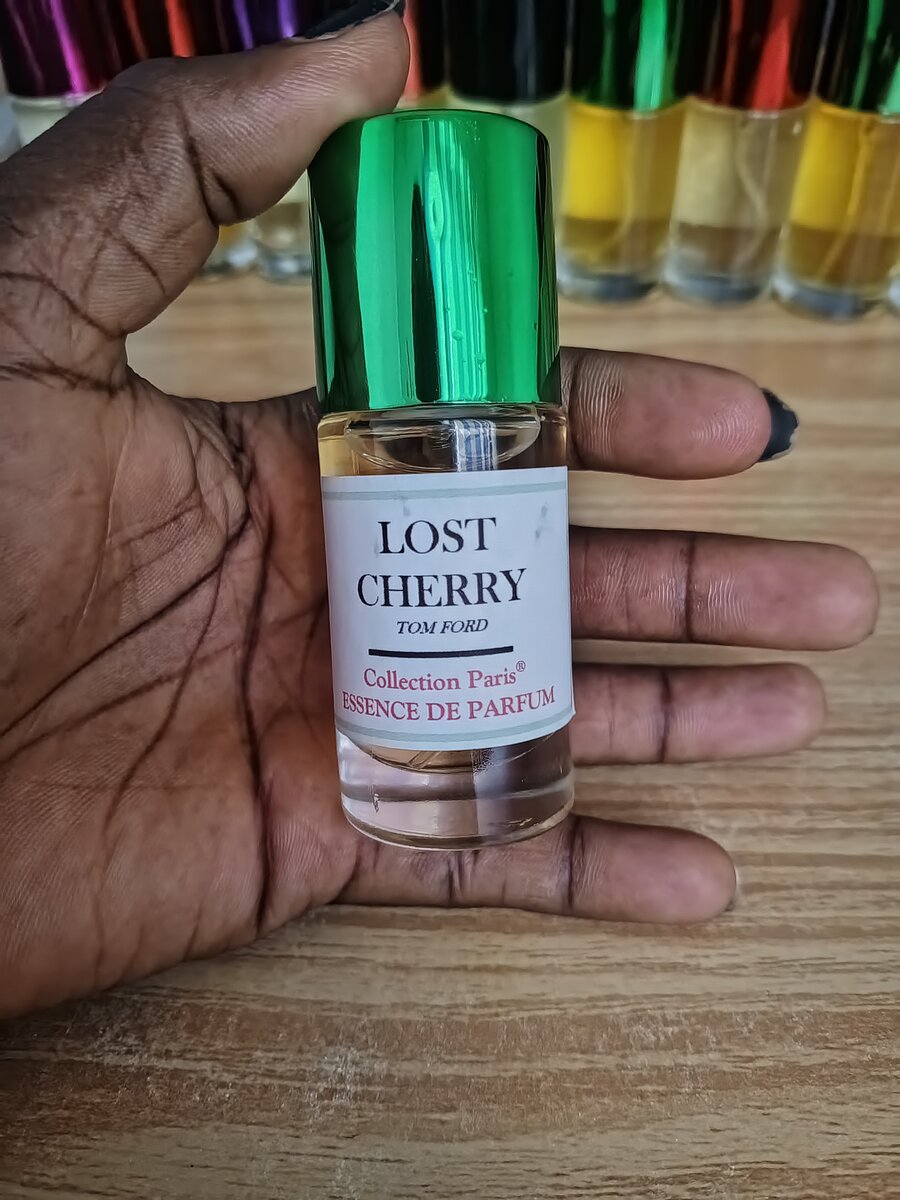 LOST
CHERRY
TOM FORD
Collection Paris®
ESSENCE DE PARFUM